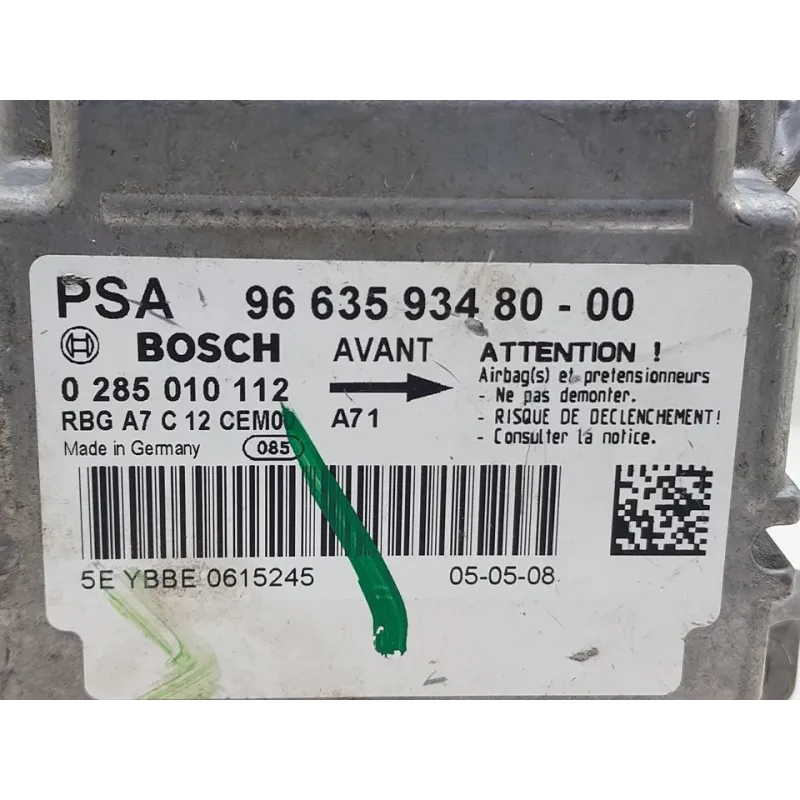 PSA 96 635 934 80 - 00
BOSCH AVANT
0 285 010 112
RBG A7 C 12 CEM00 A71
Made in Germany 085
ATTENTION !
Airbag(s) et pretensionneurs
- Ne pas demonter.
- RISQUE DE DECLENCHEMENT!
- Consulter la notice.
5E YBBE 0615245 05-05-08